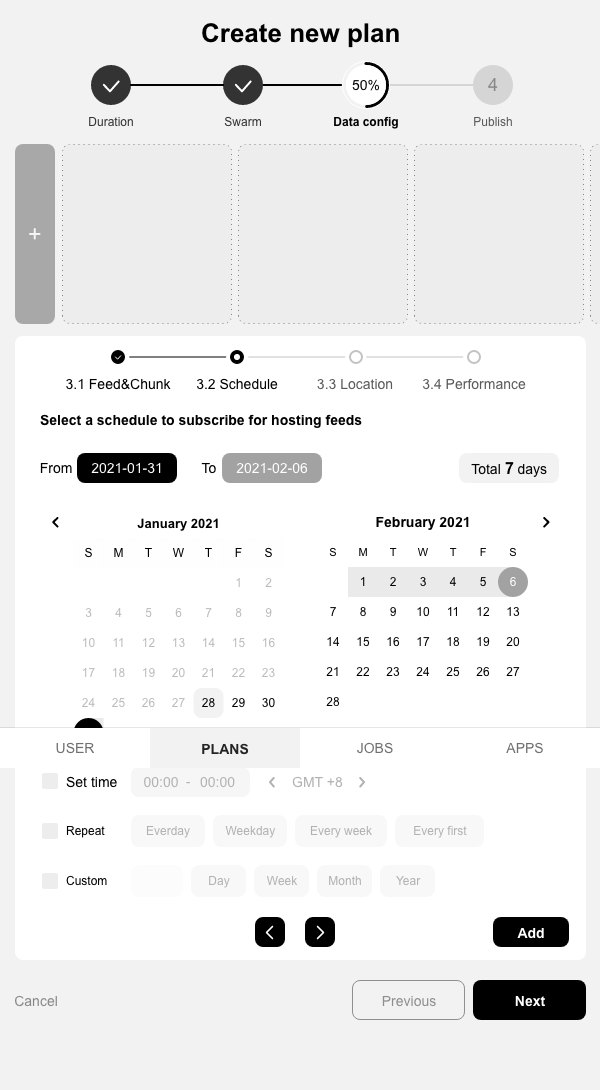 Create new plan
50% 4
Duration Swarm Data config Publish
+
3.1 Feed&Chunk 3.2 Schedule 3.3 Location 3.4 Performance
Select a schedule to subscribe for hosting feeds
From 2021-01-31 To 2021-02-06 Total 7 days
January 2021
S M T W T F S
1 2
3 4 5 6 7 8 9
10 11 12 13 14 15 16
17 18 19 20 21 22 23
24 25 26 27 28 29 30
February 2021
S M T W T F S
1 2 3 4 5 6
7 8 9 10 11 12 13
14 15 16 17 18 19 20
21 22 23 24 25 26 27
28
USER PLANS JOBS APPS
Set time 00:00 - 00:00 GMT +8
Repeat Everday Weekday Every week Every first
Custom Day Week Month Year
Add
Cancel Previous Next